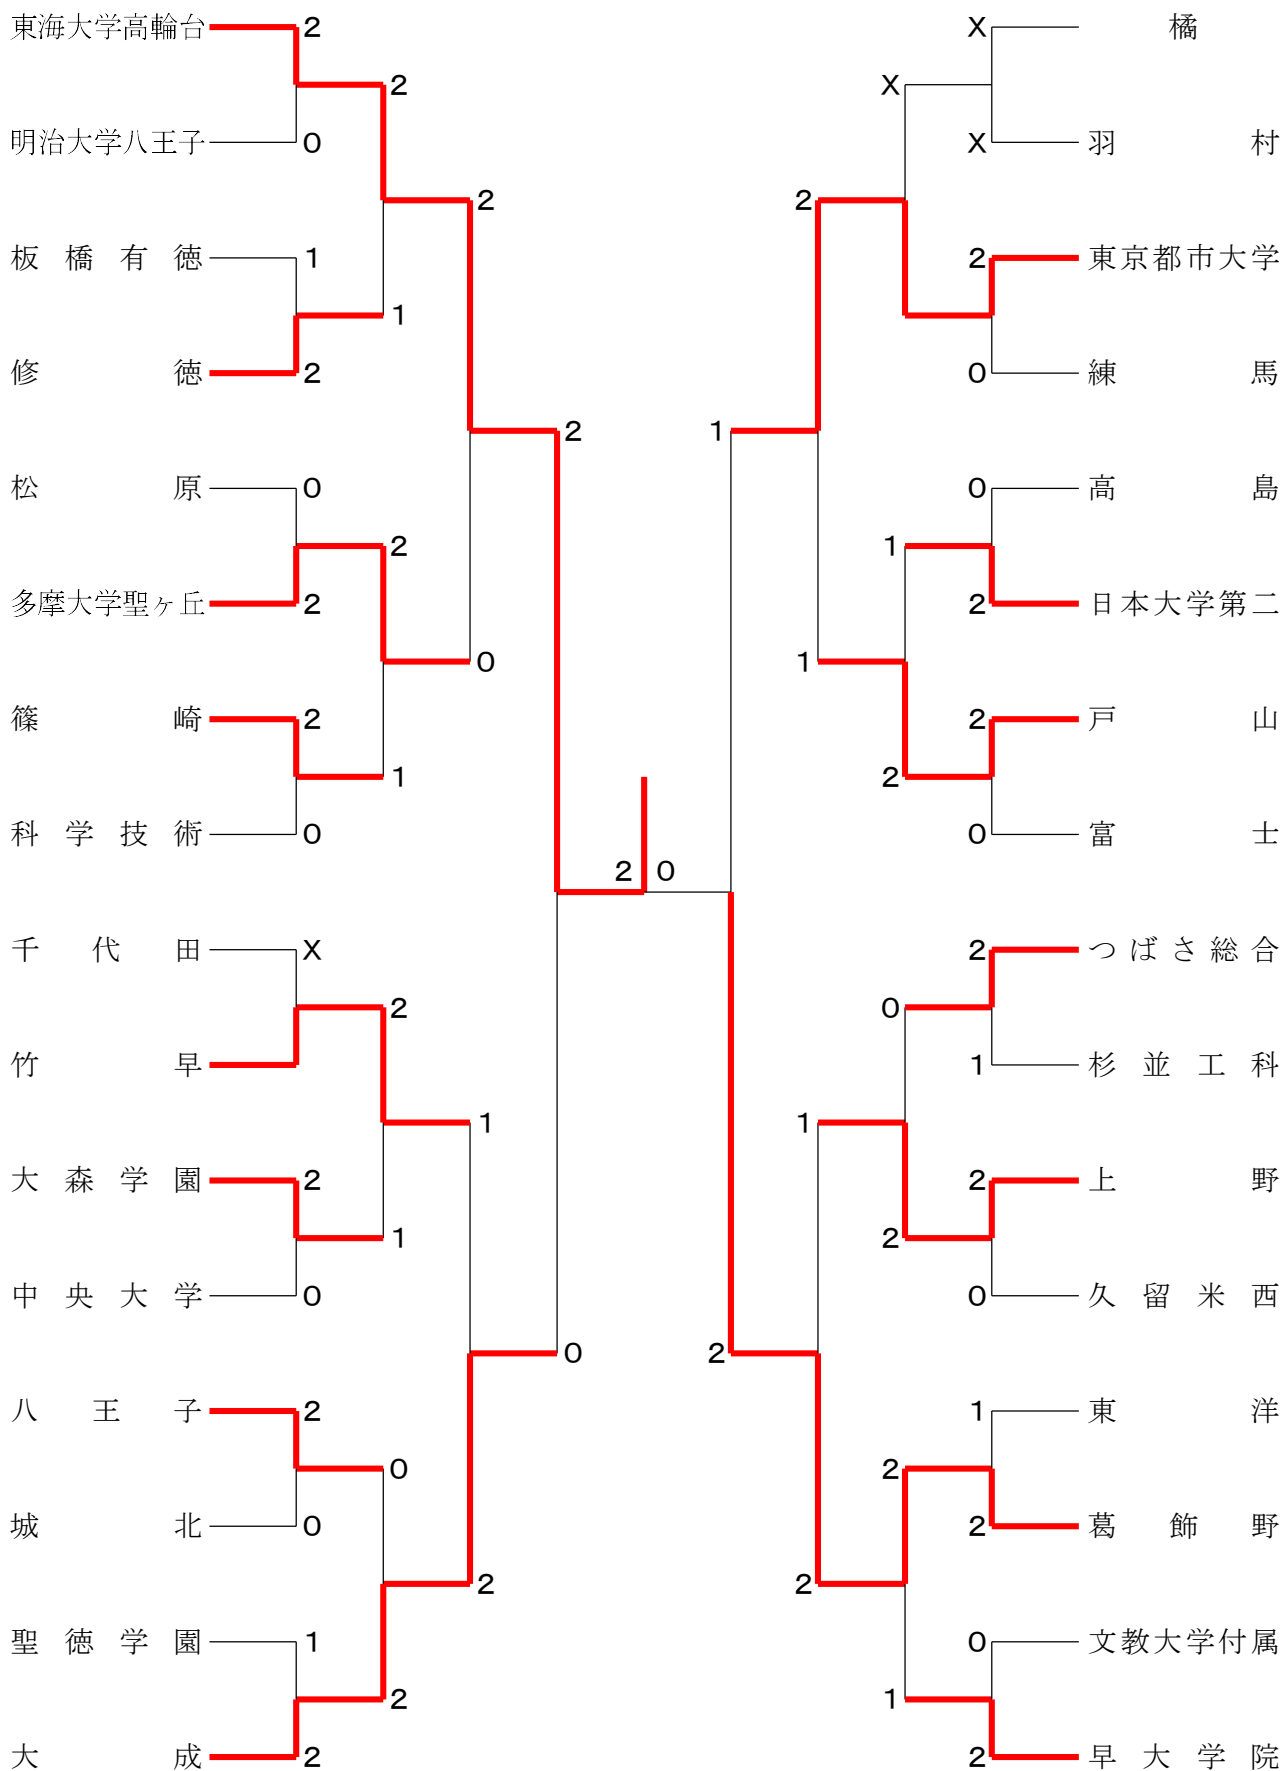 東海大学高輪台 2 X 橘
2 X
明治大学八王子 0 X 羽村
2 2
板橋有徳 1 2 東京都市大学
1
修徳 2 0 練馬
2 1
松原 0 0 高島
2 1
多摩大学聖ヶ丘 2 2 日本大学第二
0 1
篠崎 2 2 戸山
1 2
科学技術 0 0 富士
2 0
千代田 X 2 つばさ総合
2 0
竹早 1 杉並工科
1 1
大森学園 2 2 上野
1 2
中央大学 0 0 久留米西
0 2
八王子 2 1 東洋
0 2
城北 0 2 葛飾野
2 2
聖徳学園 1 0 文教大学付属
2 1
大成 2 2 早大学院